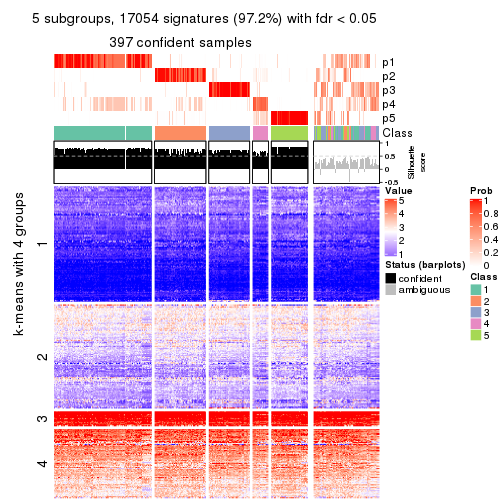 5 subgroups, 17054 signatures (97.2%) with fdr < 0.05
397 confident samples
p1
p2
p3
p4
p5
Class
1
0.5
0
-0.5
Silhouette
score
k-means with 4 groups
1
2
3
4
Value
5
4
3
2
1
Status (barplots)
confident
ambiguous
Prob
1
0.8
0.6
0.4
0.2
0
Class
1
2
3
4
5